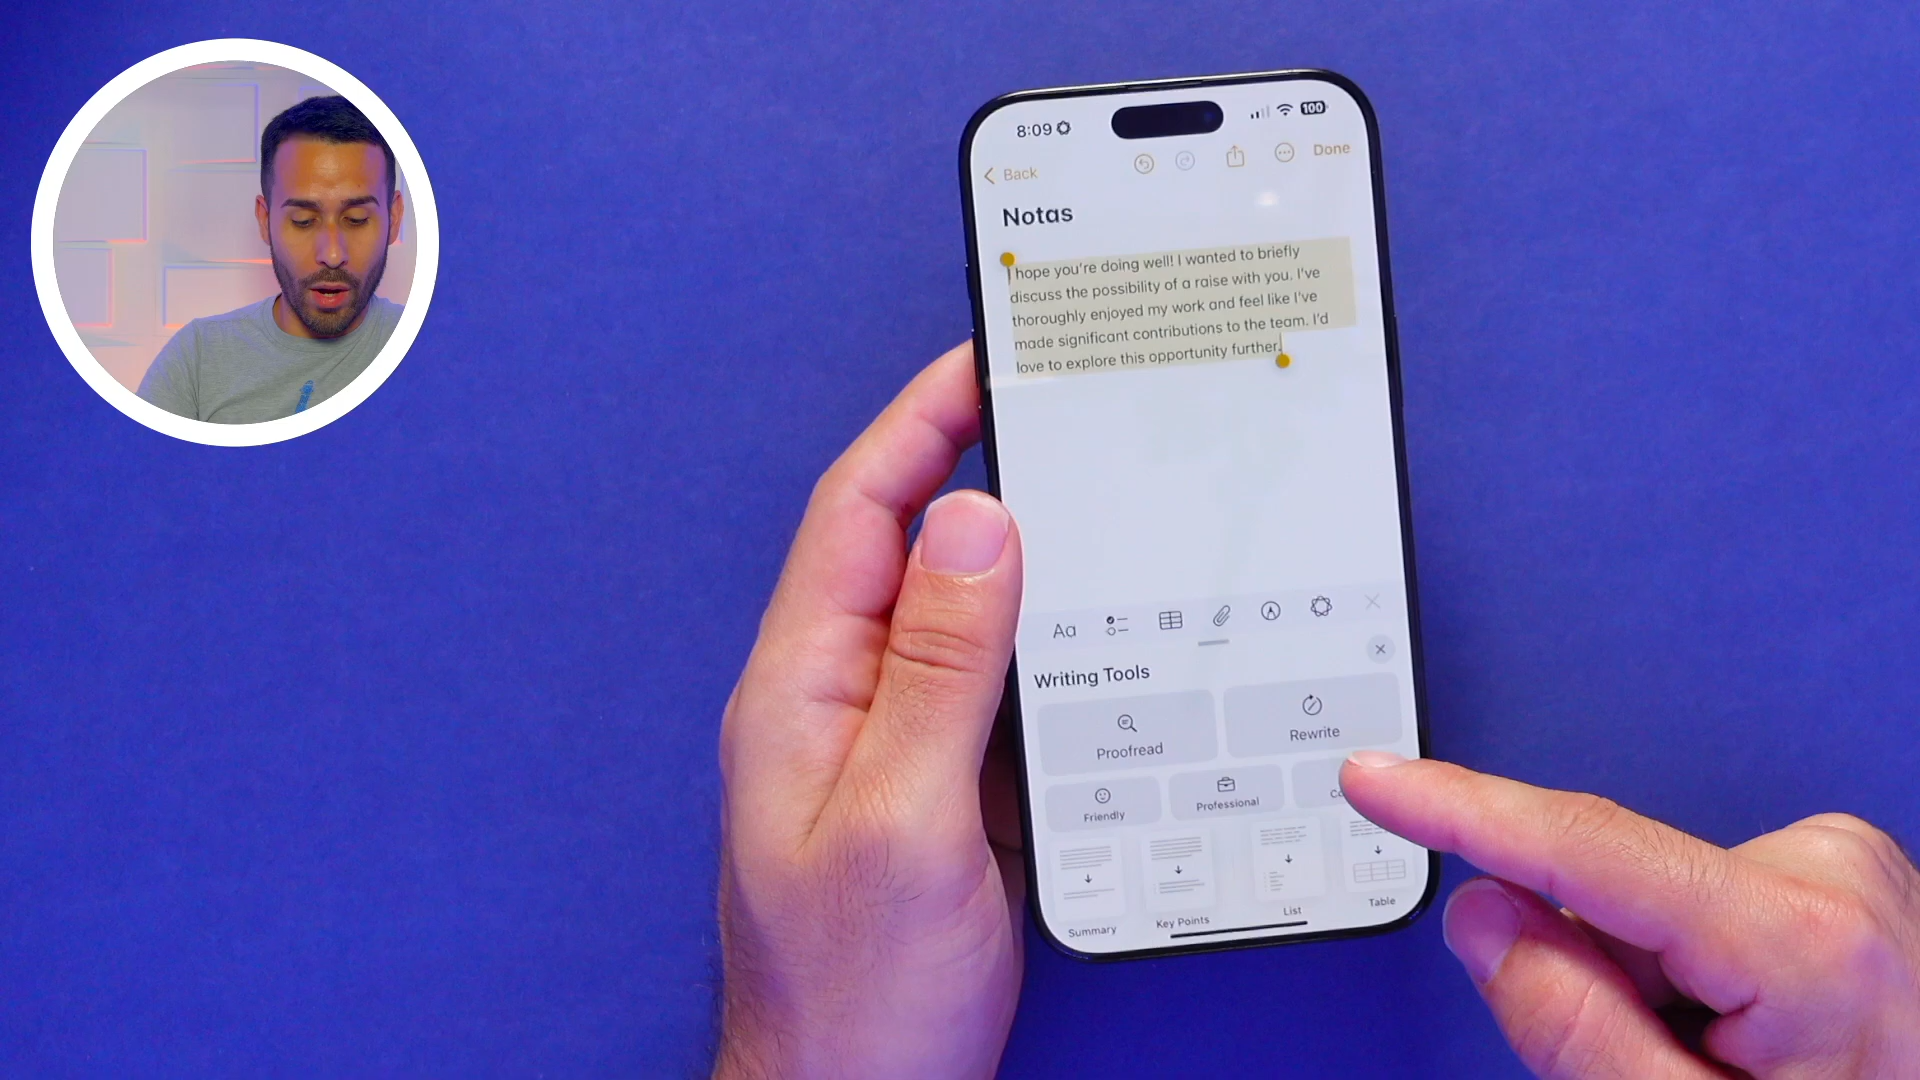 8:09
100
Back
Done
Notas
I hope you're doing well! I wanted to briefly
discuss the possibility of a raise with you. I've
thoroughly enjoyed my work and feel like I've
made significant contributions to the team. I'd
love to explore this opportunity further.
Aa
Writing Tools
Proofread
Rewrite
Friendly
Professional
Co
Summary
Key Points
List
Table